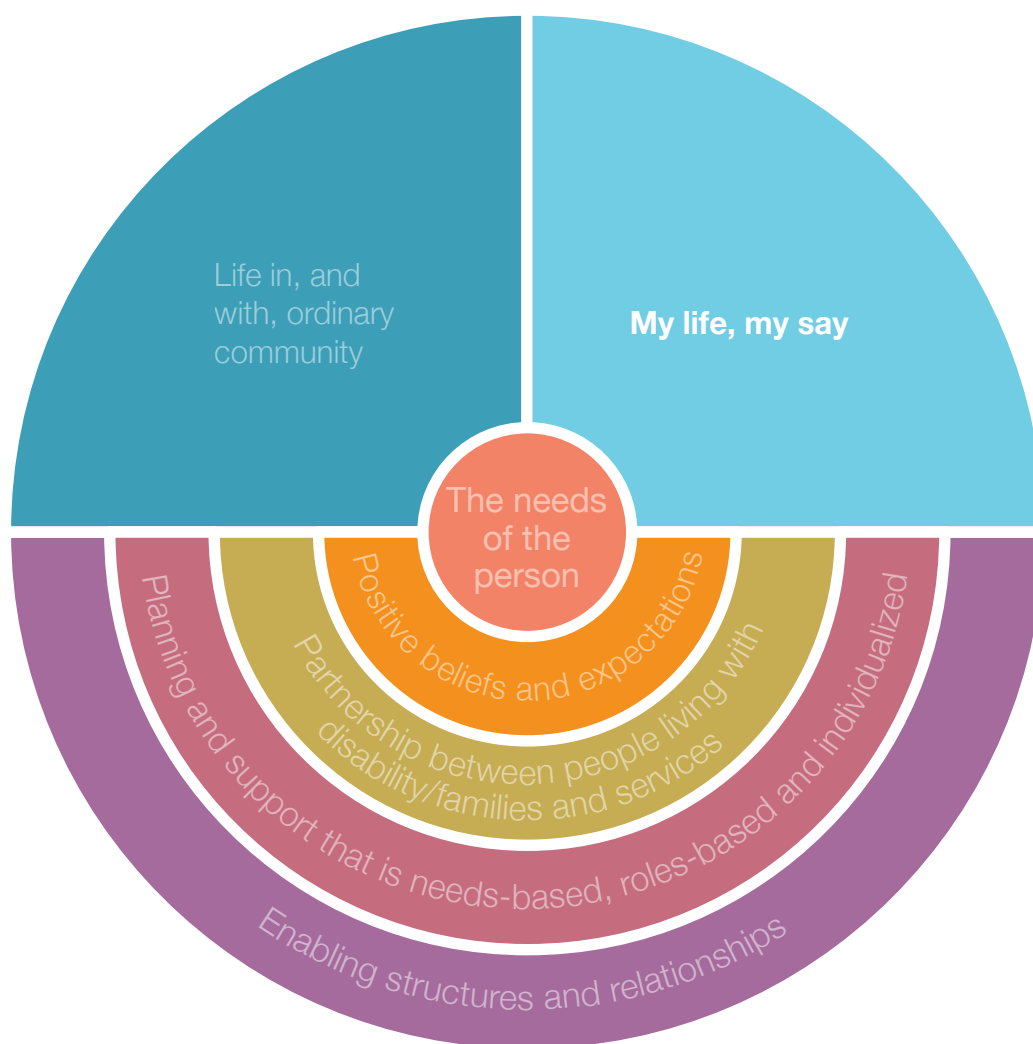 Life in, and
with, ordinary
community
My life, my say
The needs
of the
person
Positive beliefs and expectations
Partnership between people living with
disability/families and services
Planning and support that is needs-based, roles-based and individualized
Enabling structures and relationships